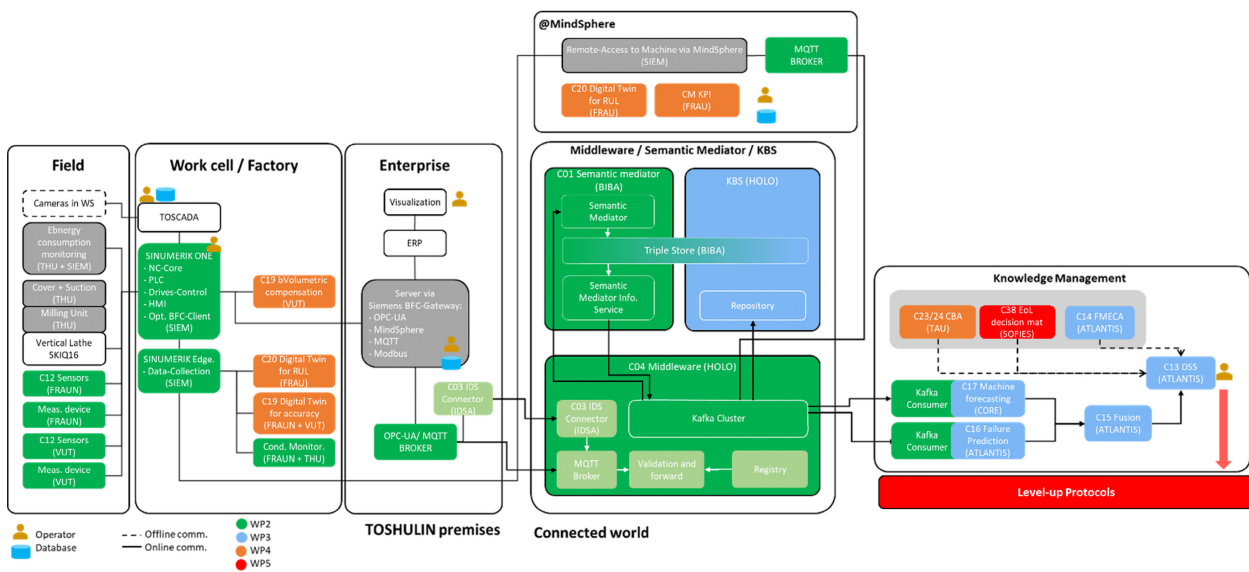 @MindSphere
Remote-Access to Machine via MindSphere
(SIEM)
MQTT
BROKER
C20 Digital Twin
for RUL
(FRAU)
CM KPI
(FRAU)
Field
Cameras in WS
Ebnergy
consumption
monitoring
(THU + SIEM)
Cover + Suction
(THU)
Milling Unit
(THU)
Vertical Lathe
SKIQ16
C12 Sensors
(FRAUN)
Meas. device
(FRAUN)
C12 Sensors
(VUT)
Meas. device
(VUT)
Work cell / Factory
TOSCADA
SINUMERIK ONE
- NC-Core
- PLC
- Drives-Control
- HMI
- Opt. BFC-Client
(SIEM)
SINUMERIK Edge.
- Data-Collection
(SIEM)
C19 bVolumetric
compensation
(VUT)
C20 Digital Twin
for RUL
(FRAU)
C19 Digital Twin
for accuracy
(FRAUN + VUT)
Cond. Monitor.
(FRAUN + THU)
Enterprise
Visualization
ERP
Server via
Siemens BFC-Gateway:
- OPC-UA
- MindSphere
- MQTT
- Modbus
C03 IDS
Connector
(IDSA)
OPC-UA/ MQTT
BROKER
TOSHULIN premises
Middleware / Semantic Mediator / KBS
C01 Semantic mediator
(BIBA)
Semantic
Mediator
KBS (HOLO)
Triple Store (BIBA)
Semantic
Mediator Info.
Service
Repository
C04 Middleware (HOLO)
C03 IDS
Connector
(IDSA)
Kafka Cluster
MQTT
Broker
Validation and
forward
Registry
Connected world
Knowledge Management
C23/24 CBA
(TAU)
C38 EoL
decision mat
(SOFIES)
C14 FMECA
(ATLANTIS)
C13 DSS
(ATLANTIS)
Kafka
Consumer
C17 Machine
forecasting
(CORE)
Kafka
Consumer
C16 Failure
Prediction
(ATLANTIS)
C15 Fusion
(ATLANTIS)
Level-up Protocols
Operator
Database
Offline comm.
Online comm.
WP2
WP3
WP4
WP5